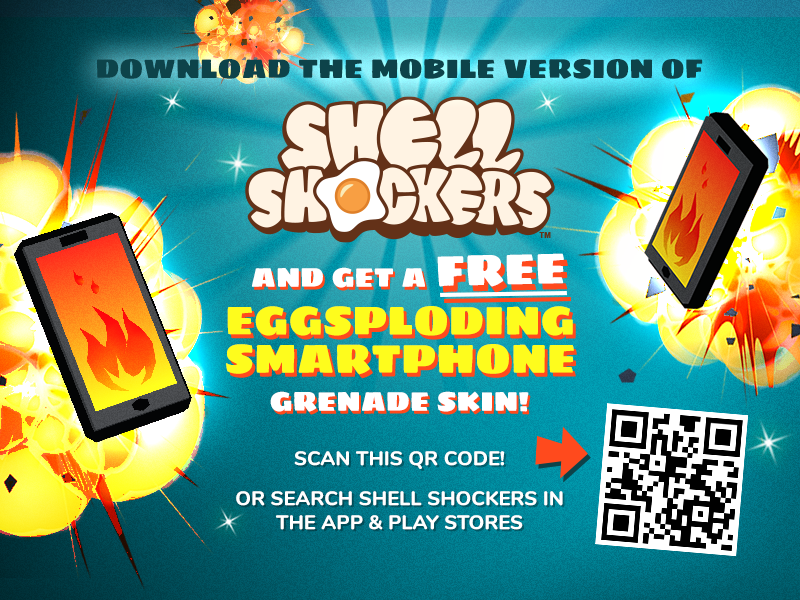 DOWNLOAD THE MOBILE VERSION OF
SHELL
SHOCKERS
TM
AND GET A FREE
EGGSPLODING
SMARTPHONE
GRENADE SKIN!
SCAN THIS QR CODE!
OR SEARCH SHELL SHOCKERS IN
THE APP & PLAY STORES